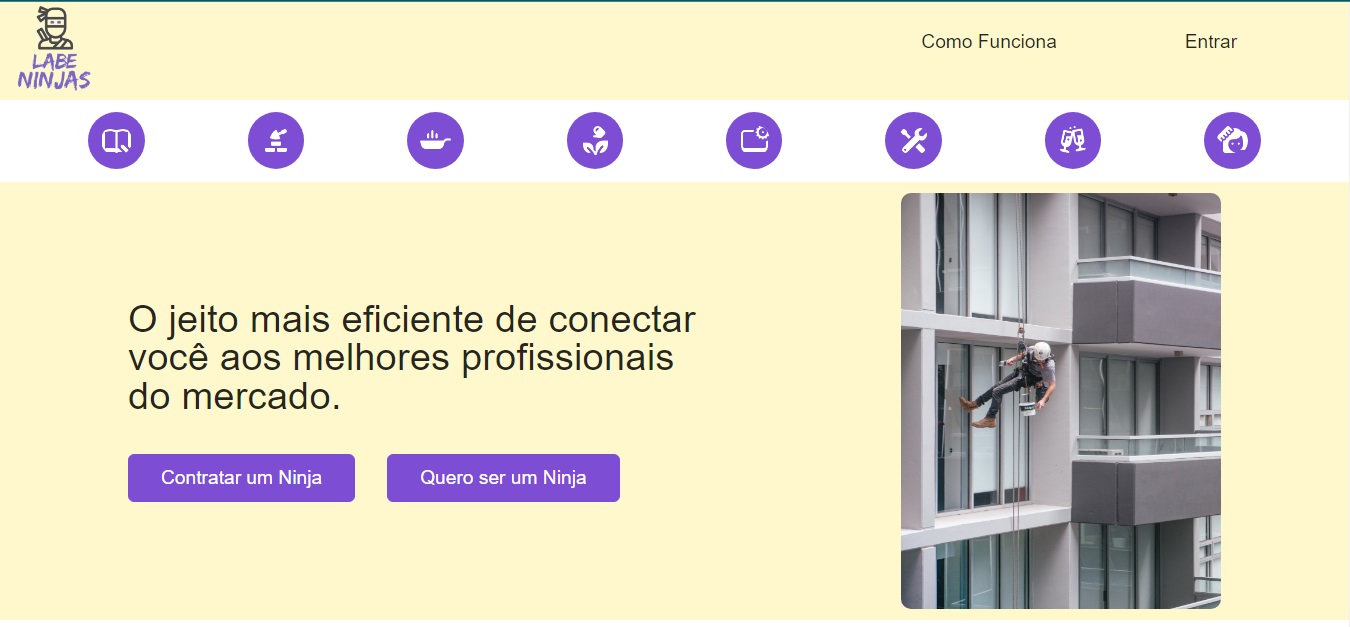 LABE
NINJAS
Como Funciona
Entrar
O jeito mais eficiente de conectar
você aos melhores profissionais
do mercado.
Contratar um Ninja
Quero ser um Ninja